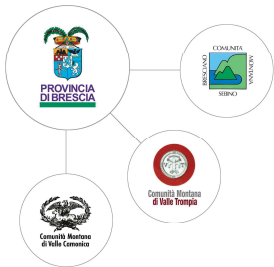 PROVINCIA
DI BRESCIA
COMUNITA
BRESCIANO
MONTANA
SEBINO
Comunità Montana
di Valle Trompia
Comunità Montana
di Valle Camonica